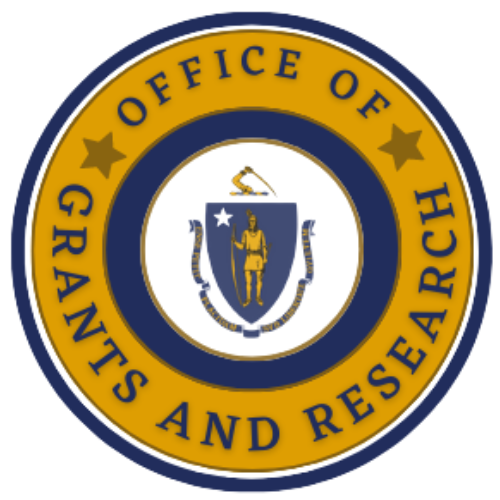 OFFICE OF
GRANTS AND RESEARCH